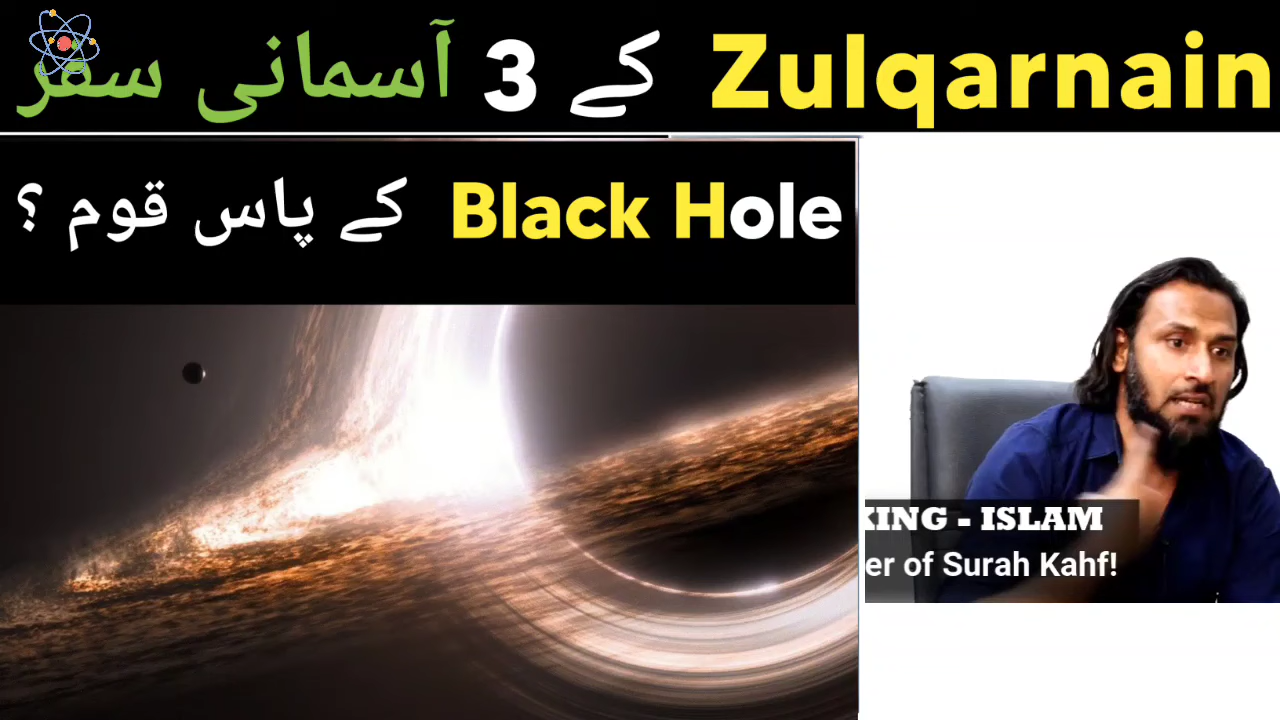 Zulqarnain کے 3 آسمانی سفر
Black Hole کے پاس قوم ؟
KING - ISLAM
er of Surah Kahf!